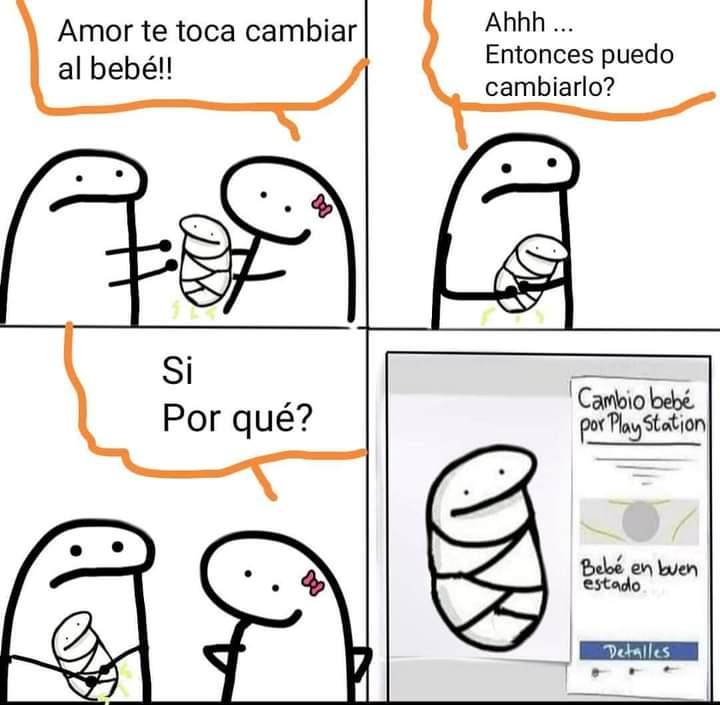 Amor te toca cambiar
al bebé!!
Ahhh ...
Entonces puedo
cambiarlo?
Si
Por qué?
Cambio bebé
por PlayStation
Bebé en buen
estado.
Detalles